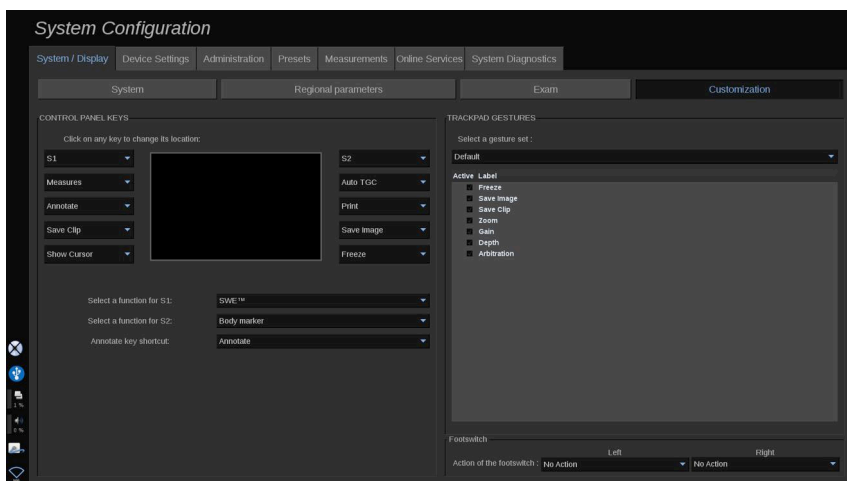 System Configuration
System / Display Device Settings Administration Presets Measurements Online Services System Diagnostics
System Regional parameters Exam Customization
CONTROL PANEL KEYS
Click on any key to change its location:
S1 S2
Measures Auto TGC
Annotate Print
Save Clip Save Image
Show Cursor Freeze
Select a function for S1: SWE™
Select a function for S2: Body marker
Annotate key shortcut: Annotate
TRACKPAD GESTURES
Select a gesture set :
Default
Active Label
Freeze
Save Image
Save Clip
Zoom
Gain
Depth
Arbitration
Footswitch
Left Right
Action of the footswitch : No Action No Action
1 %
0 %